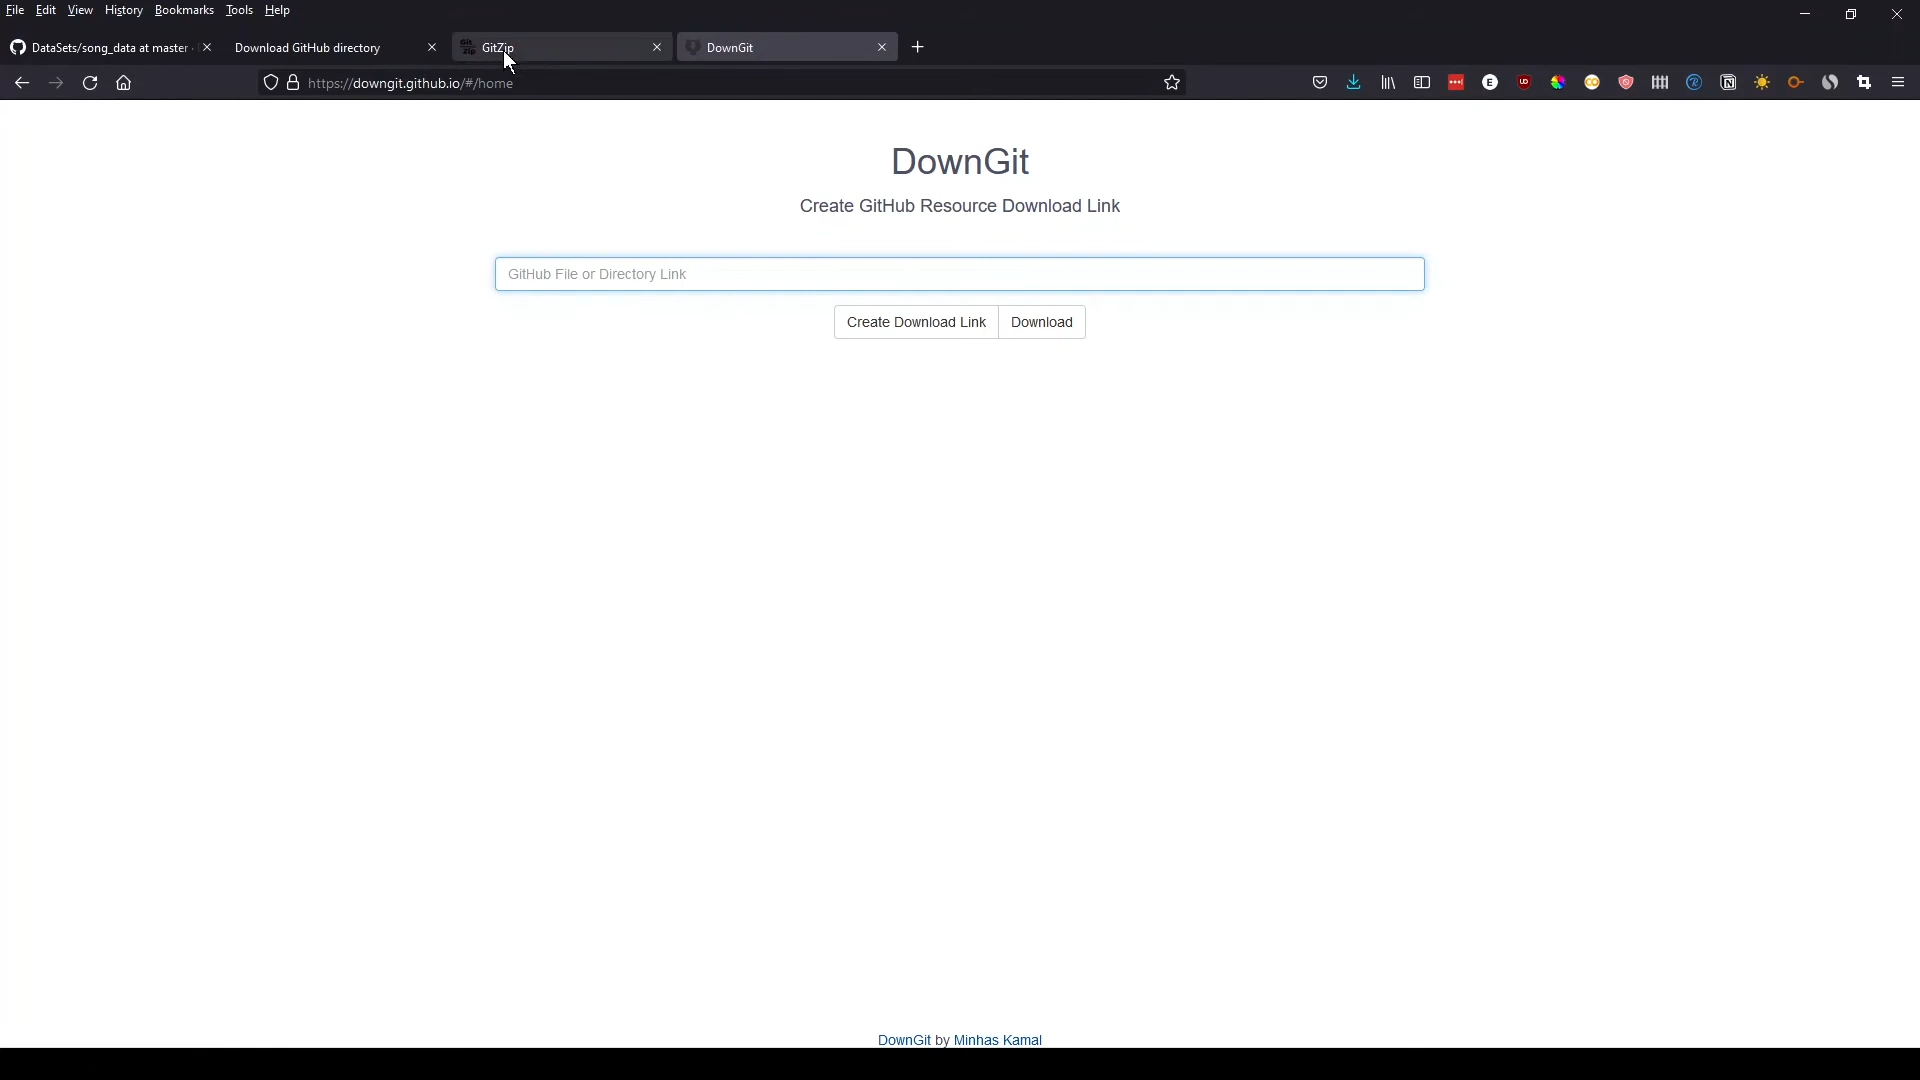 File Edit View History Bookmarks Tools Help
DataSets/song_data at master
Download GitHub directory
Git Zip GitZip
DownGit
https://downgit.github.io/#/home
DownGit
Create GitHub Resource Download Link
GitHub File or Directory Link
Create Download Link Download
DownGit by Minhas Kamal